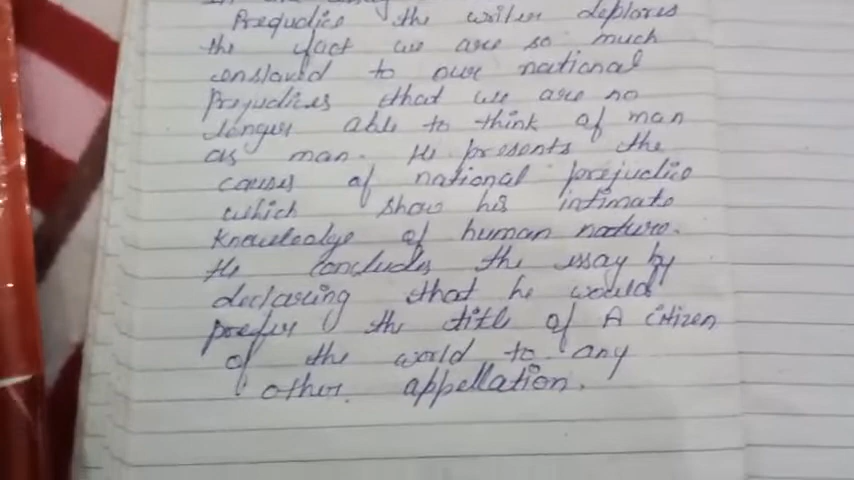 Prequdice the writer deplores
the fact we are so much
enslaved to our national
Prejudices that we are no
longer able to think of man
as man. He presents the
causes of national prejudice
which show his intimate
knowledge of human nature.
He concludes the essay by
declaring that he would
prefer the title of A citizen
of the world to any
other appellation.